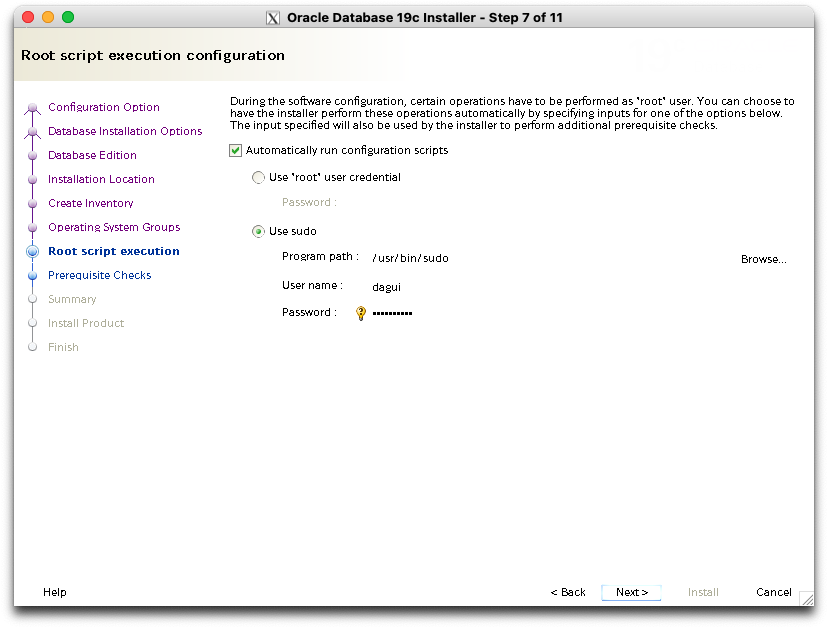 Oracle Database 19c Installer - Step 7 of 11
Root script execution configuration
Configuration Option
Database Installation Options
Database Edition
Installation Location
Create Inventory
Operating System Groups
Root script execution
Prerequisite Checks
Summary
Install Product
Finish
During the software configuration, certain operations have to be performed as "root" user. You can choose to
have the installer perform these operations automatically by specifying inputs for one of the options below.
The input specified will also be used by the installer to perform additional prerequisite checks.
Automatically run configuration scripts
Use "root" user credential
Password :
Use sudo
Program path : /usr/bin/sudo Browse...
User name : dagui
Password : ••••••••••
Help < Back Next > Install Cancel